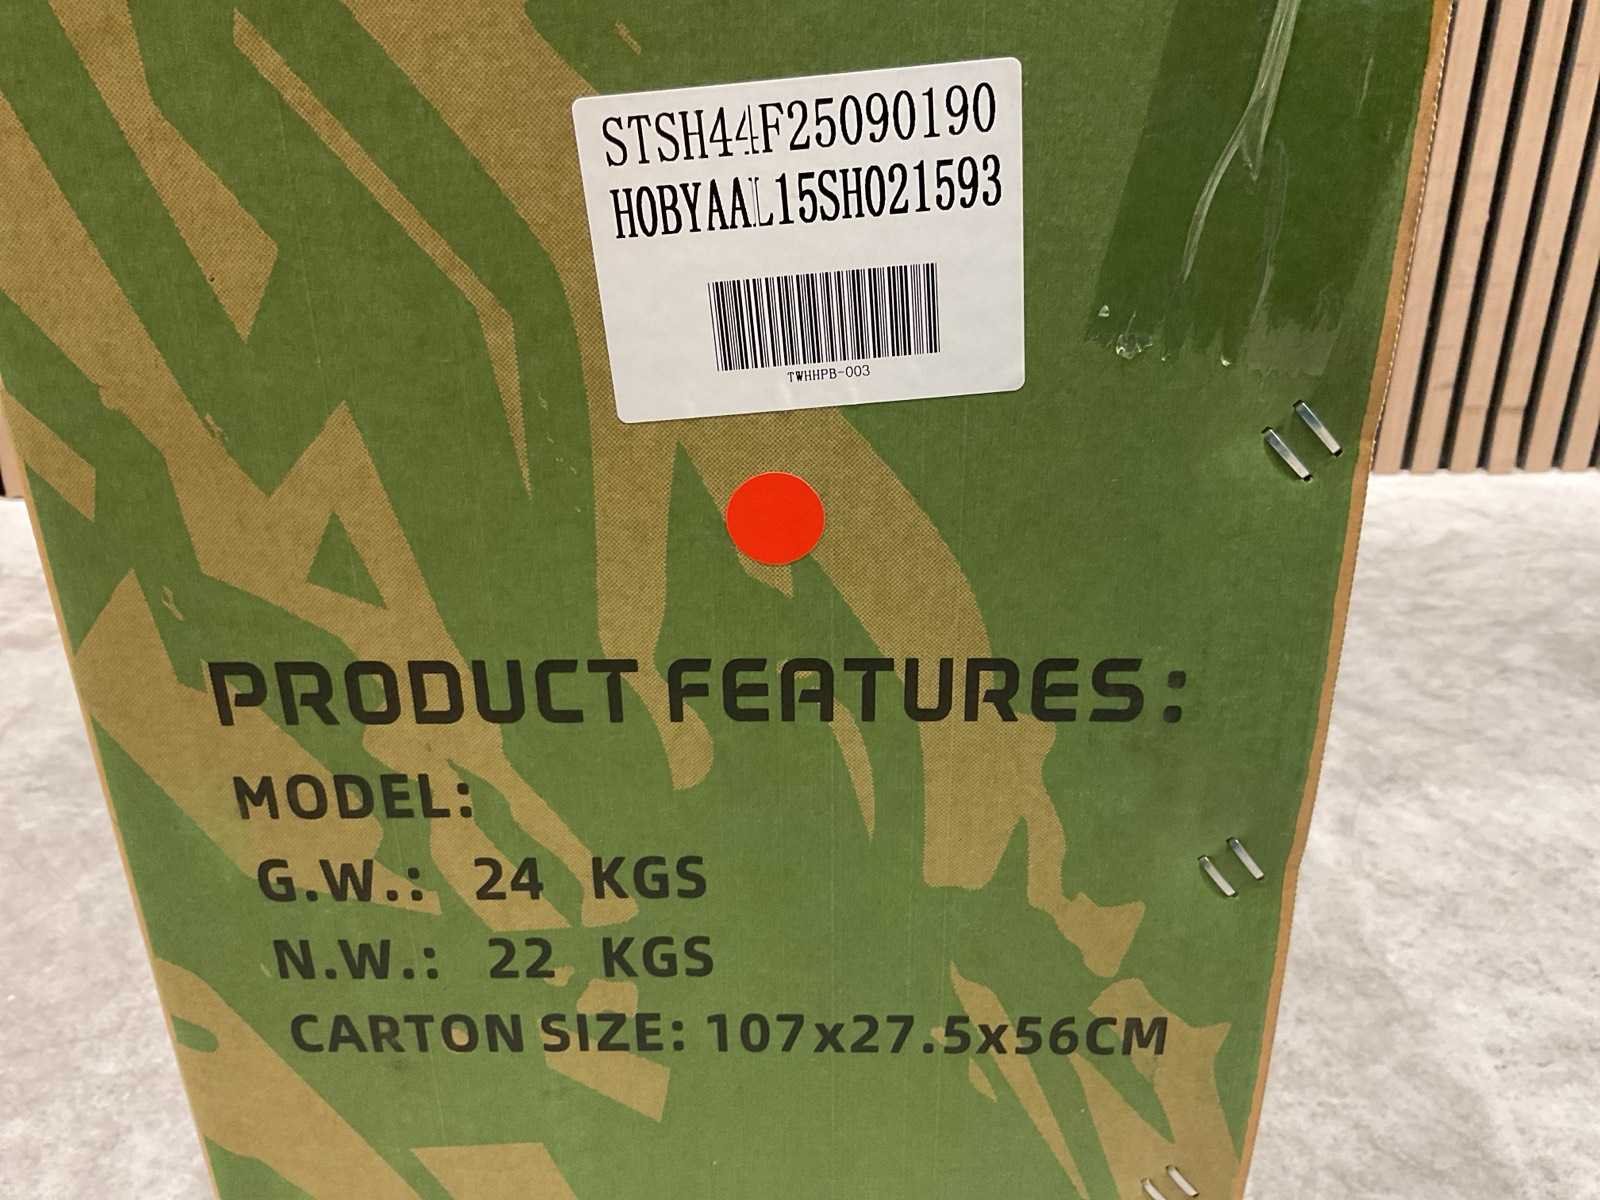 STSH44F25090190
HOBYAAL15SH021593
TWHHPB-003
PRODUCT FEATURES:
MODEL:
G.W.: 24 KGS
N.W.: 22 KGS
CARTON SIZE: 107x27.5x56CM